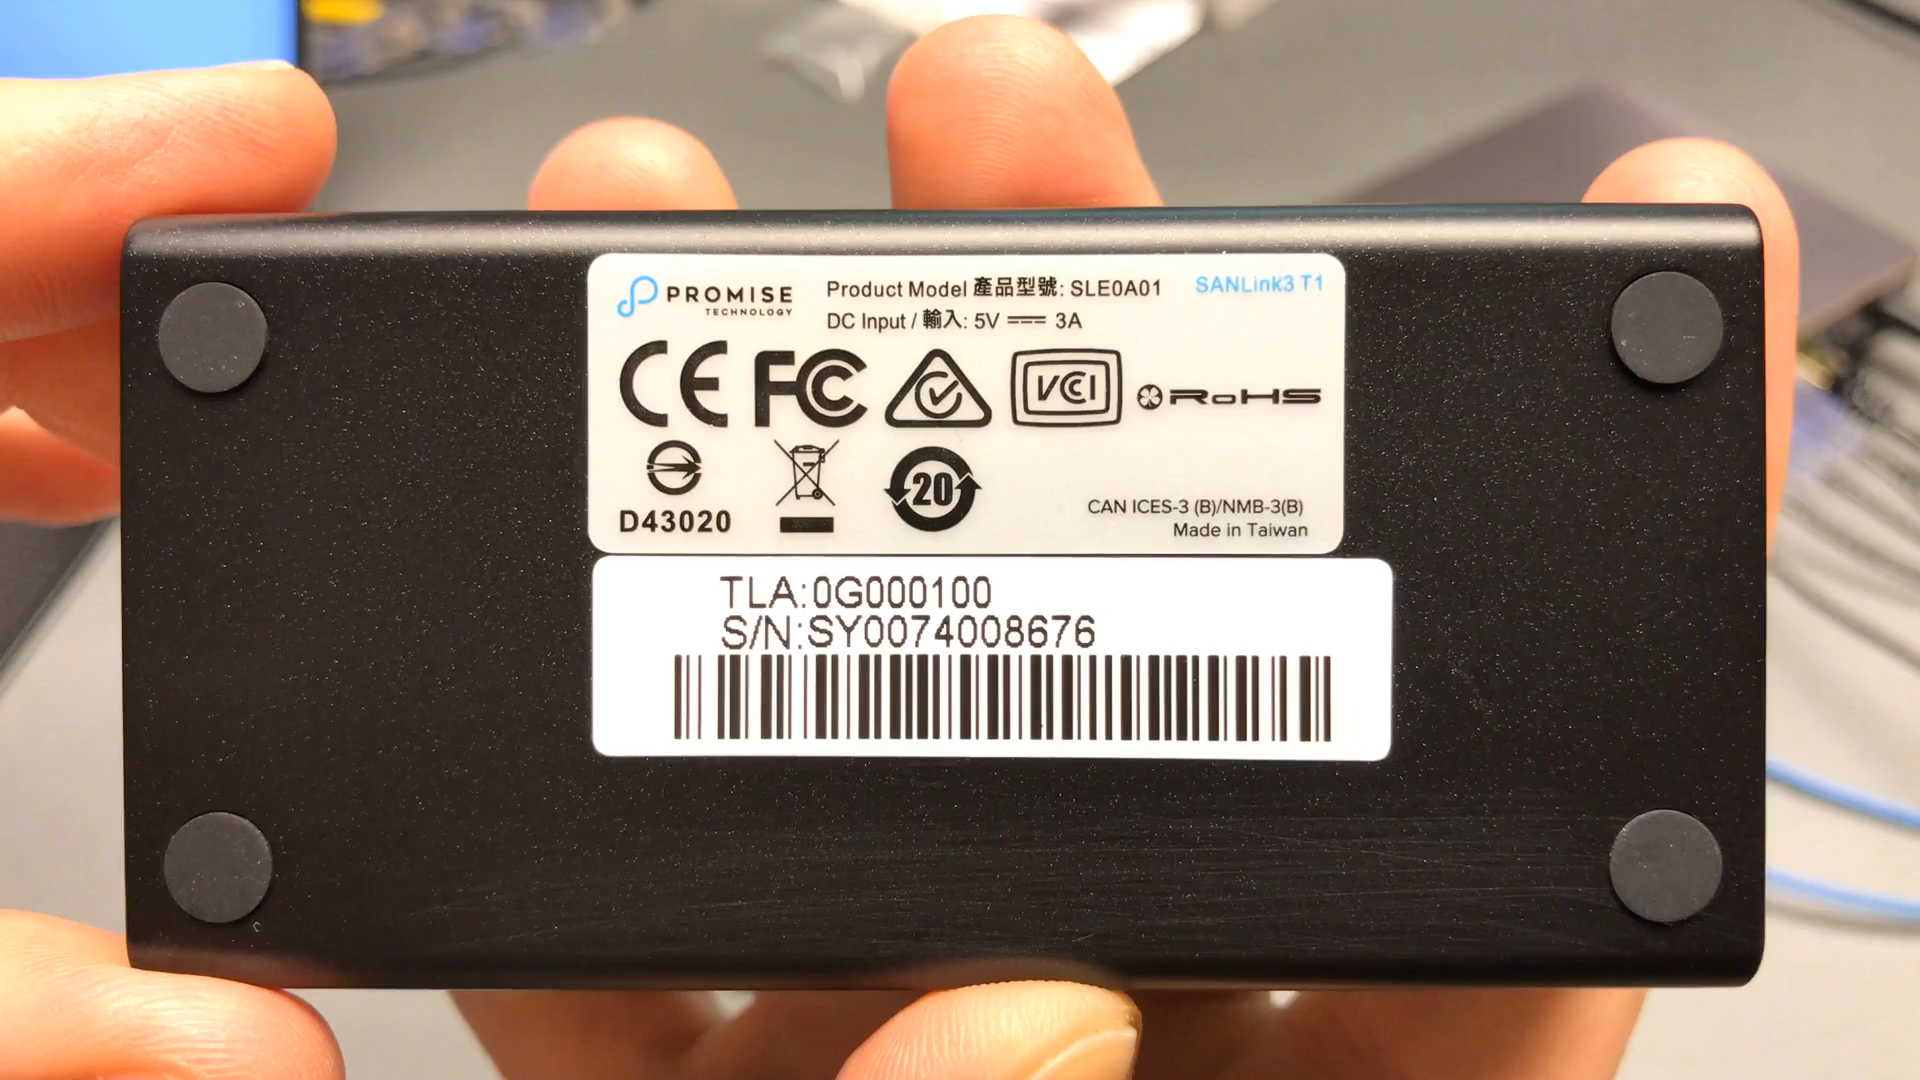 PROMISE
TECHNOLOGY
Product Model 產品型號: SLE0A01
SANLink3 T1
DC Input / 輸入: 5V 3A
CE FC VCI RoHS
D43020
20
CAN ICES-3 (B)/NMB-3(B)
Made in Taiwan
TLA:0G000100
S/N:SY0074008676